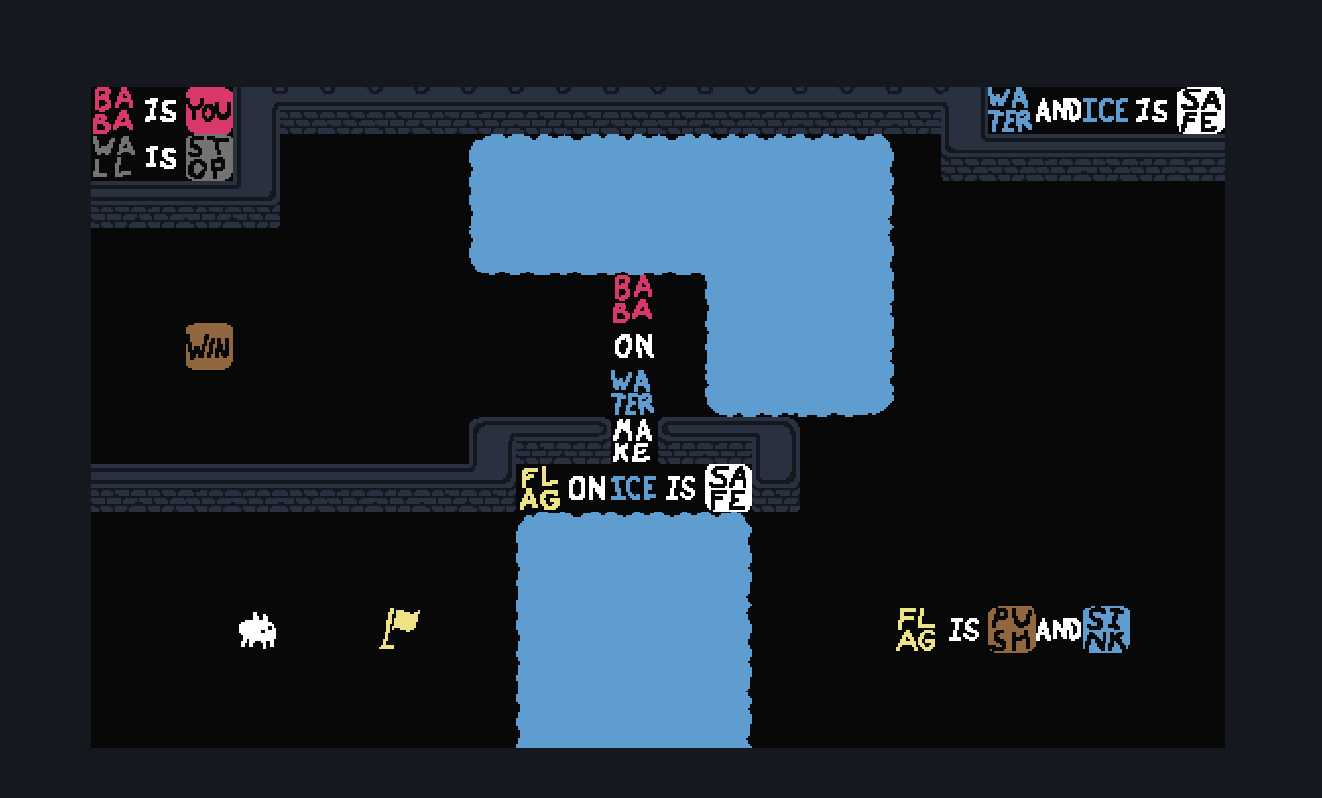 BABA IS YOU
WALL IS STOP
WATER AND ICE IS SAFE
WIN
BABA
ON
WATER
MAKE
FLAG ON ICE IS SAFE
FLAG IS PUSH AND SINK